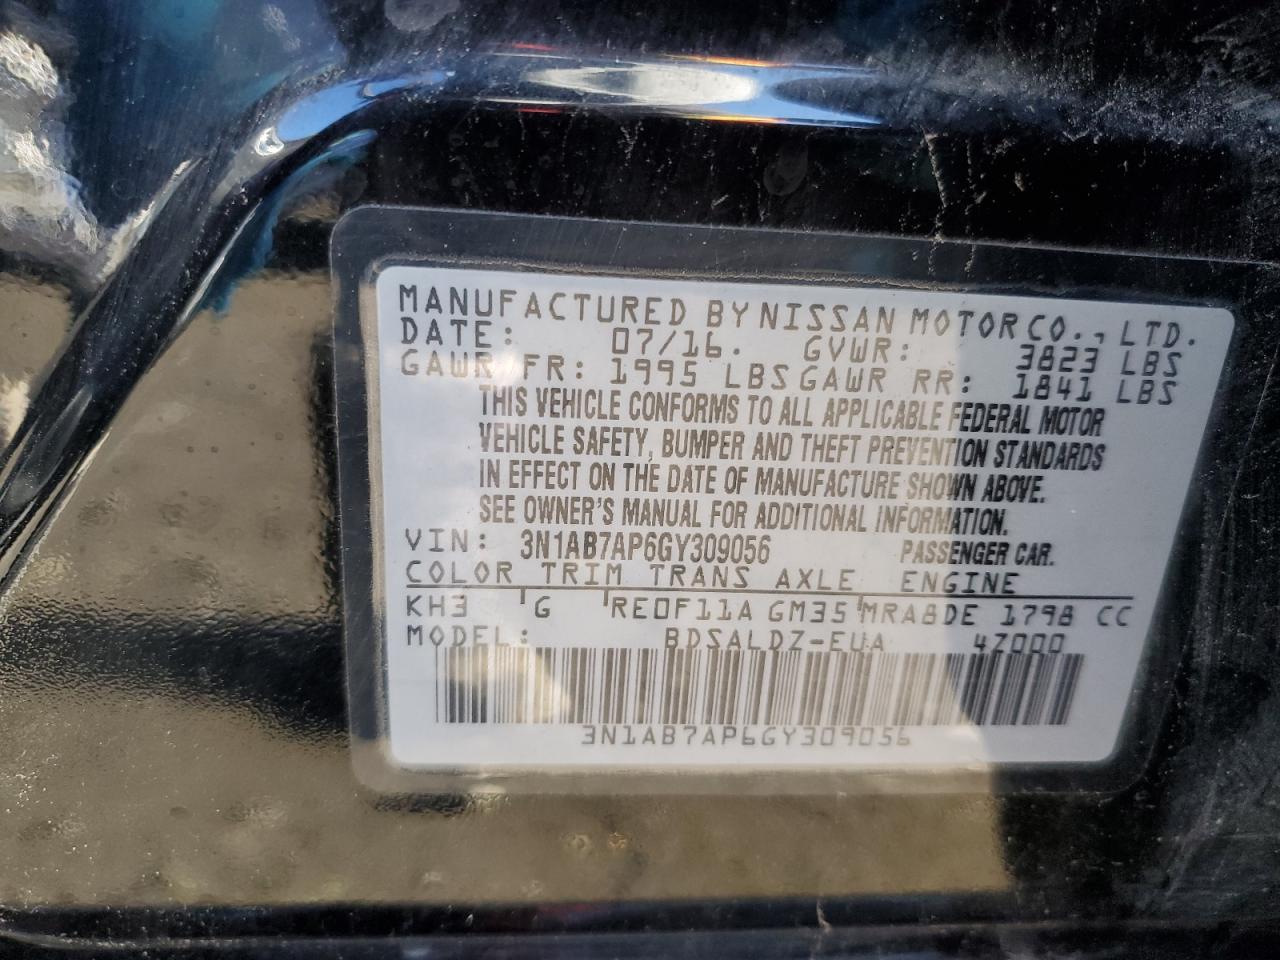 MANUFACTURED BY NISSAN MOTOR CO., LTD.
DATE: 07/16. GVWR: 3823 LBS
GAWR FR: 1995 LBS GAWR RR: 1841 LBS
THIS VEHICLE CONFORMS TO ALL APPLICABLE FEDERAL MOTOR
VEHICLE SAFETY, BUMPER AND THEFT PREVENTION STANDARDS
IN EFFECT ON THE DATE OF MANUFACTURE SHOWN ABOVE.
SEE OWNER'S MANUAL FOR ADDITIONAL INFORMATION.
VIN: 3N1AB7AP6GY309056 PASSENGER CAR.
COLOR TRIM TRANS AXLE ENGINE
KH3 G RE0F11A GM35 MRA8DE 1798 CC
MODEL: BDSALDZ-EUA 4Z000
3N1AB7AP6GY309056